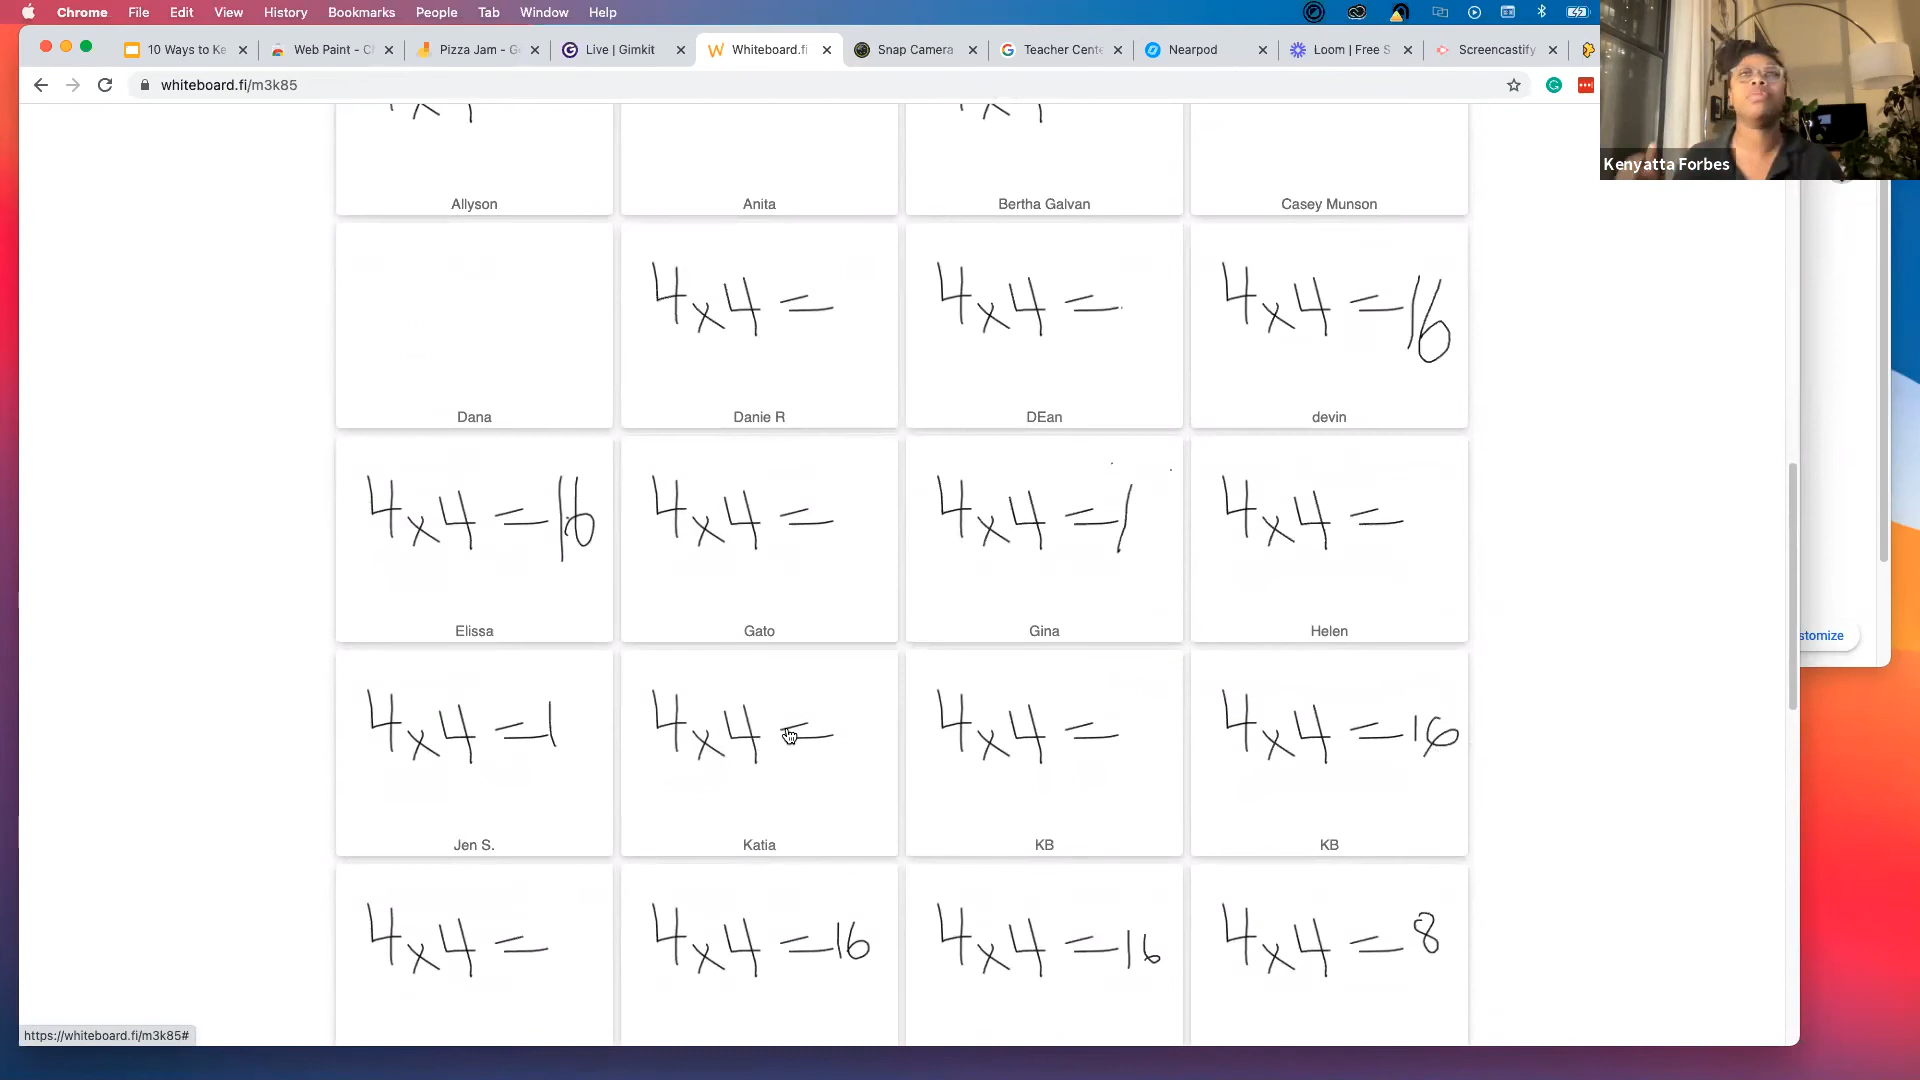 Chrome File Edit View History Bookmarks People Tab Window Help
10 Ways to Ke
Web Paint - C
Pizza Jam - G
Live | Gimkit
Whiteboard.fi
Snap Camera
Teacher Cente
Nearpod
Loom | Free S
Screencastify
whiteboard.fi/m3k85
Kenyatta Forbes
Allyson
Anita
Bertha Galvan
Casey Munson
4x4=
4x4=
4x4=16
Dana
Danie R
DEan
devin
4x4=16
4x4=
4x4=1
4x4=
Elissa
Gato
Gina
Helen
stomize
4x4=1
4x4=
4x4=
4x4=16
Jen S.
Katia
KB
KB
4x4=
4x4=16
4x4=16
4x4=8
https://whiteboard.fi/m3k85#